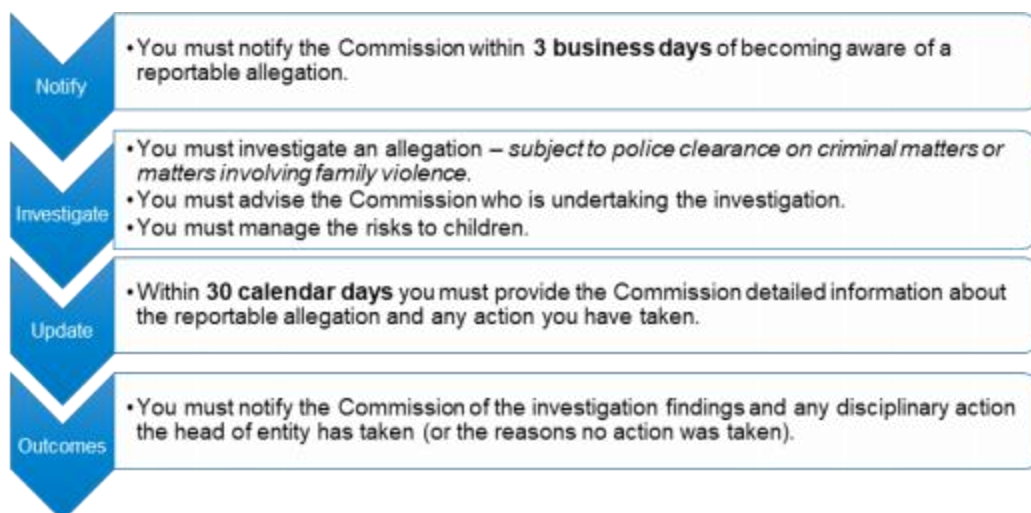 Notify
•You must notify the Commission within 3 business days of becoming aware of a
reportable allegation.
Investigate
•You must investigate an allegation – subject to police clearance on criminal matters or
matters involving family violence.
•You must advise the Commission who is undertaking the investigation.
•You must manage the risks to children.
Update
•Within 30 calendar days you must provide the Commission detailed information about
the reportable allegation and any action you have taken.
Outcomes
•You must notify the Commission of the investigation findings and any disciplinary action
the head of entity has taken (or the reasons no action was taken).